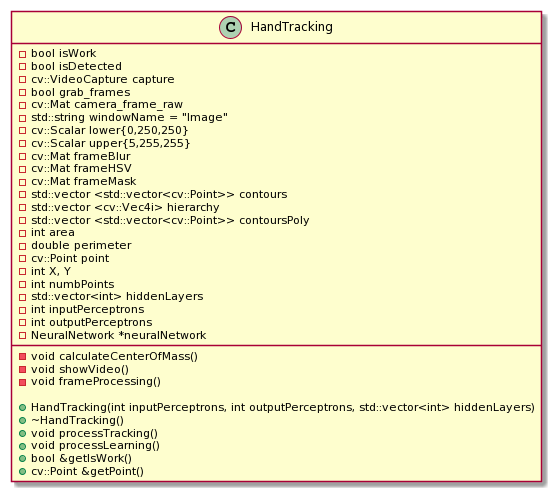 C HandTracking
bool isWork
bool isDetected
cv::VideoCapture capture
bool grab_frames
cv::Mat camera_frame_raw
std::string windowName = "Image"
cv::Scalar lower{0,250,250}
cv::Scalar upper{5,255,255}
cv::Mat frameBlur
cv::Mat frameHSV
cv::Mat frameMask
std::vector <std::vector<cv::Point>> contours
std::vector <cv::Vec4i> hierarchy
std::vector <std::vector<cv::Point>> contoursPoly
int area
double perimeter
cv::Point point
int X, Y
int numbPoints
std::vector<int> hiddenLayers
int inputPerceptrons
int outputPerceptrons
NeuralNetwork *neuralNetwork
void calculateCenterOfMass()
void showVideo()
void frameProcessing()
HandTracking(int inputPerceptrons, int outputPerceptrons, std::vector<int> hiddenLayers)
~HandTracking()
void processTracking()
void processLearning()
bool &getIsWork()
cv::Point &getPoint()